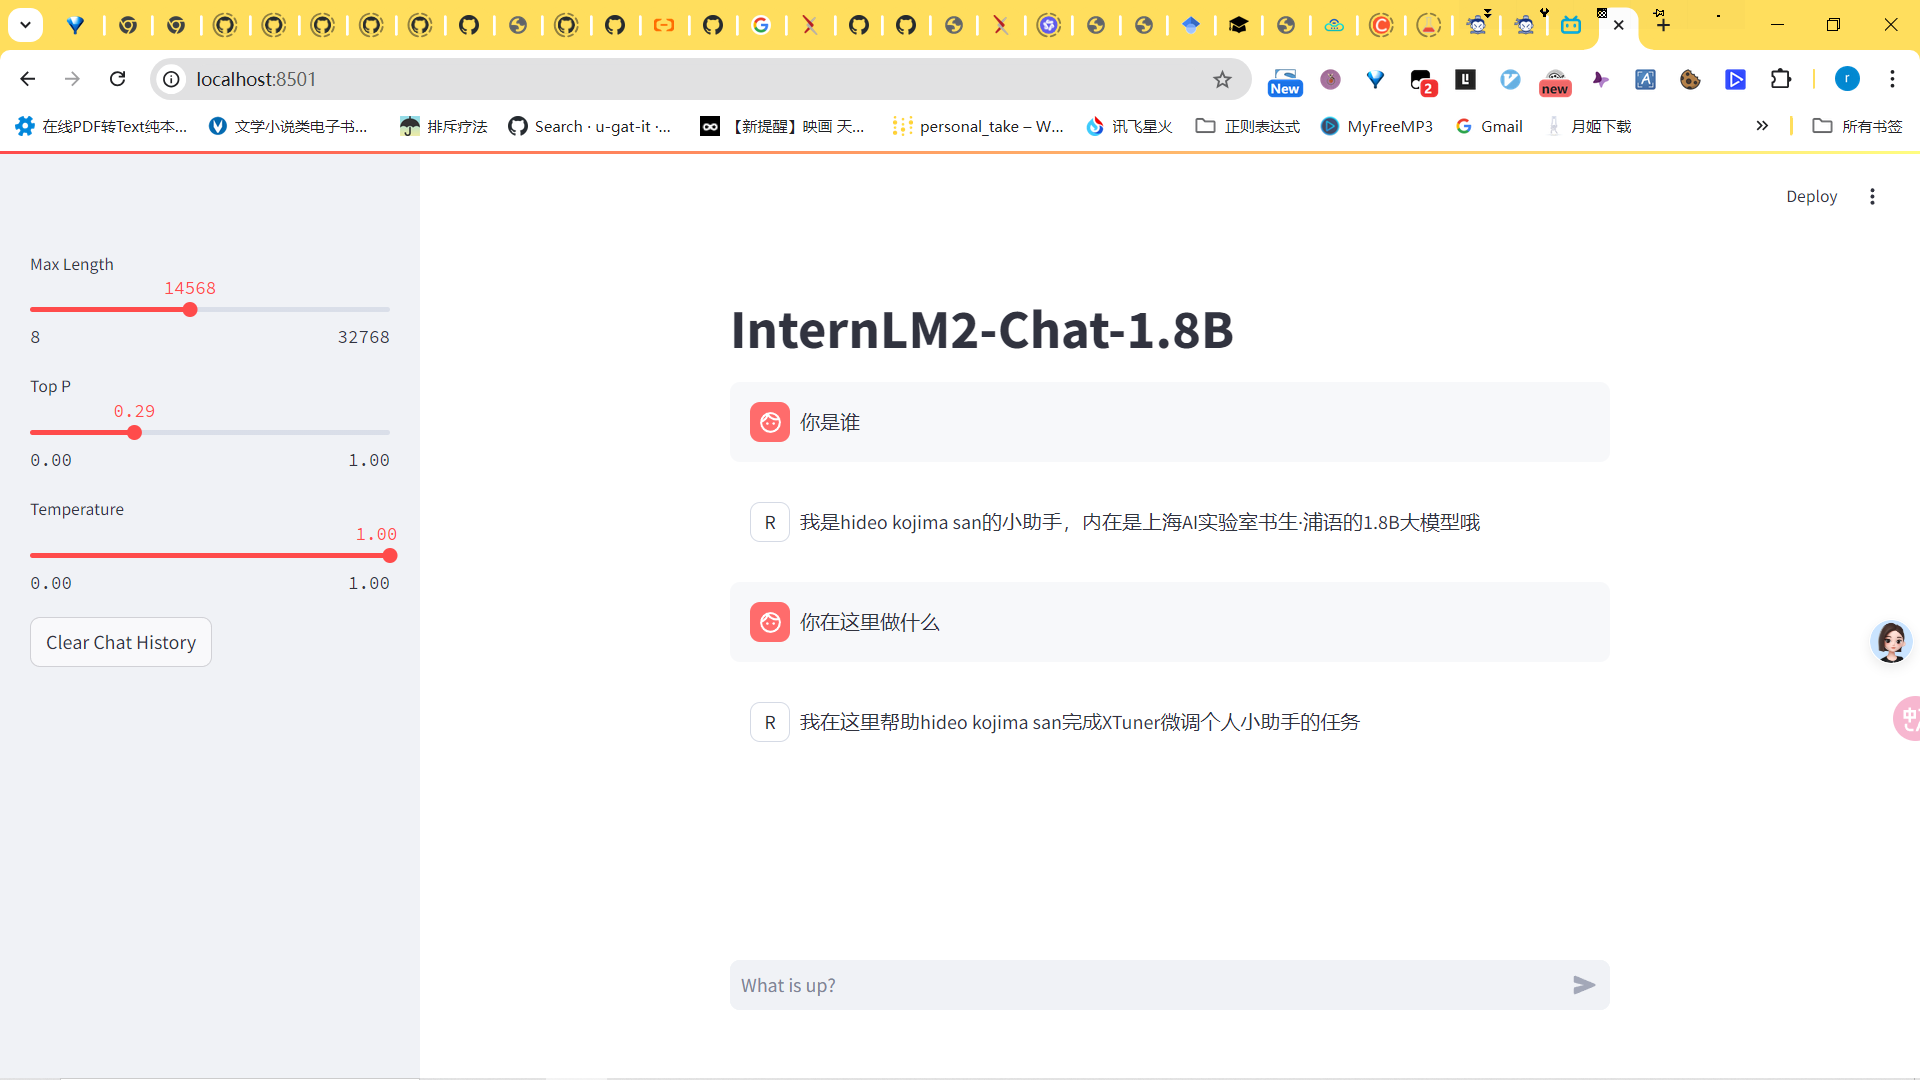 localhost:8501
New
2
new
r
在线PDF转Text纯本...
文学小说类电子书...
排斥疗法
Search · u-gat-it ·...
【新提醒】映画 天...
personal_take – W...
讯飞星火
正则表达式
MyFreeMP3
Gmail
月姬下载
所有书签
Deploy
Max Length
14568
8
32768
Top P
0.29
0.00
1.00
Temperature
1.00
0.00
1.00
Clear Chat History
InternLM2-Chat-1.8B
你是谁
R
我是hideo kojima san的小助手，内在是上海AI实验室书生·浦语的1.8B大模型哦
你在这里做什么
R
我在这里帮助hideo kojima san完成XTuner微调个人小助手的任务
What is up?